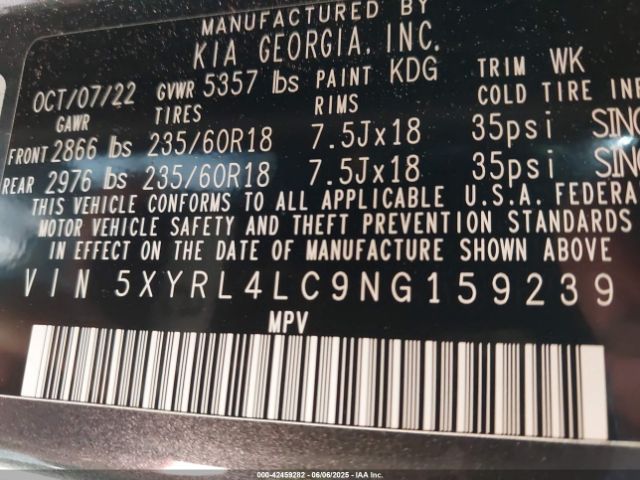 MANUFACTURED BY
KIA GEORGIA, INC.
OCT/07/22 GVWR 5357 lbs PAINT KDG TRIM WK
GAWR TIRES RIMS COLD TIRE INF
FRONT 2866 lbs 235/60R18 7.5Jx18 35psi SING
REAR 2976 lbs 235/60R18 7.5Jx18 35psi SING
THIS VEHICLE CONFORMS TO ALL APPLICABLE U.S.A. FEDERA
MOTOR VEHICLE SAFETY AND THEFT PREVENTION STANDARDS
IN EFFECT ON THE DATE OF MANUFACTURE SHOWN ABOVE
VIN 5XYRL4LC9NG159239
MPV
000-42459282 - 06/06/2025 - IAA Inc.